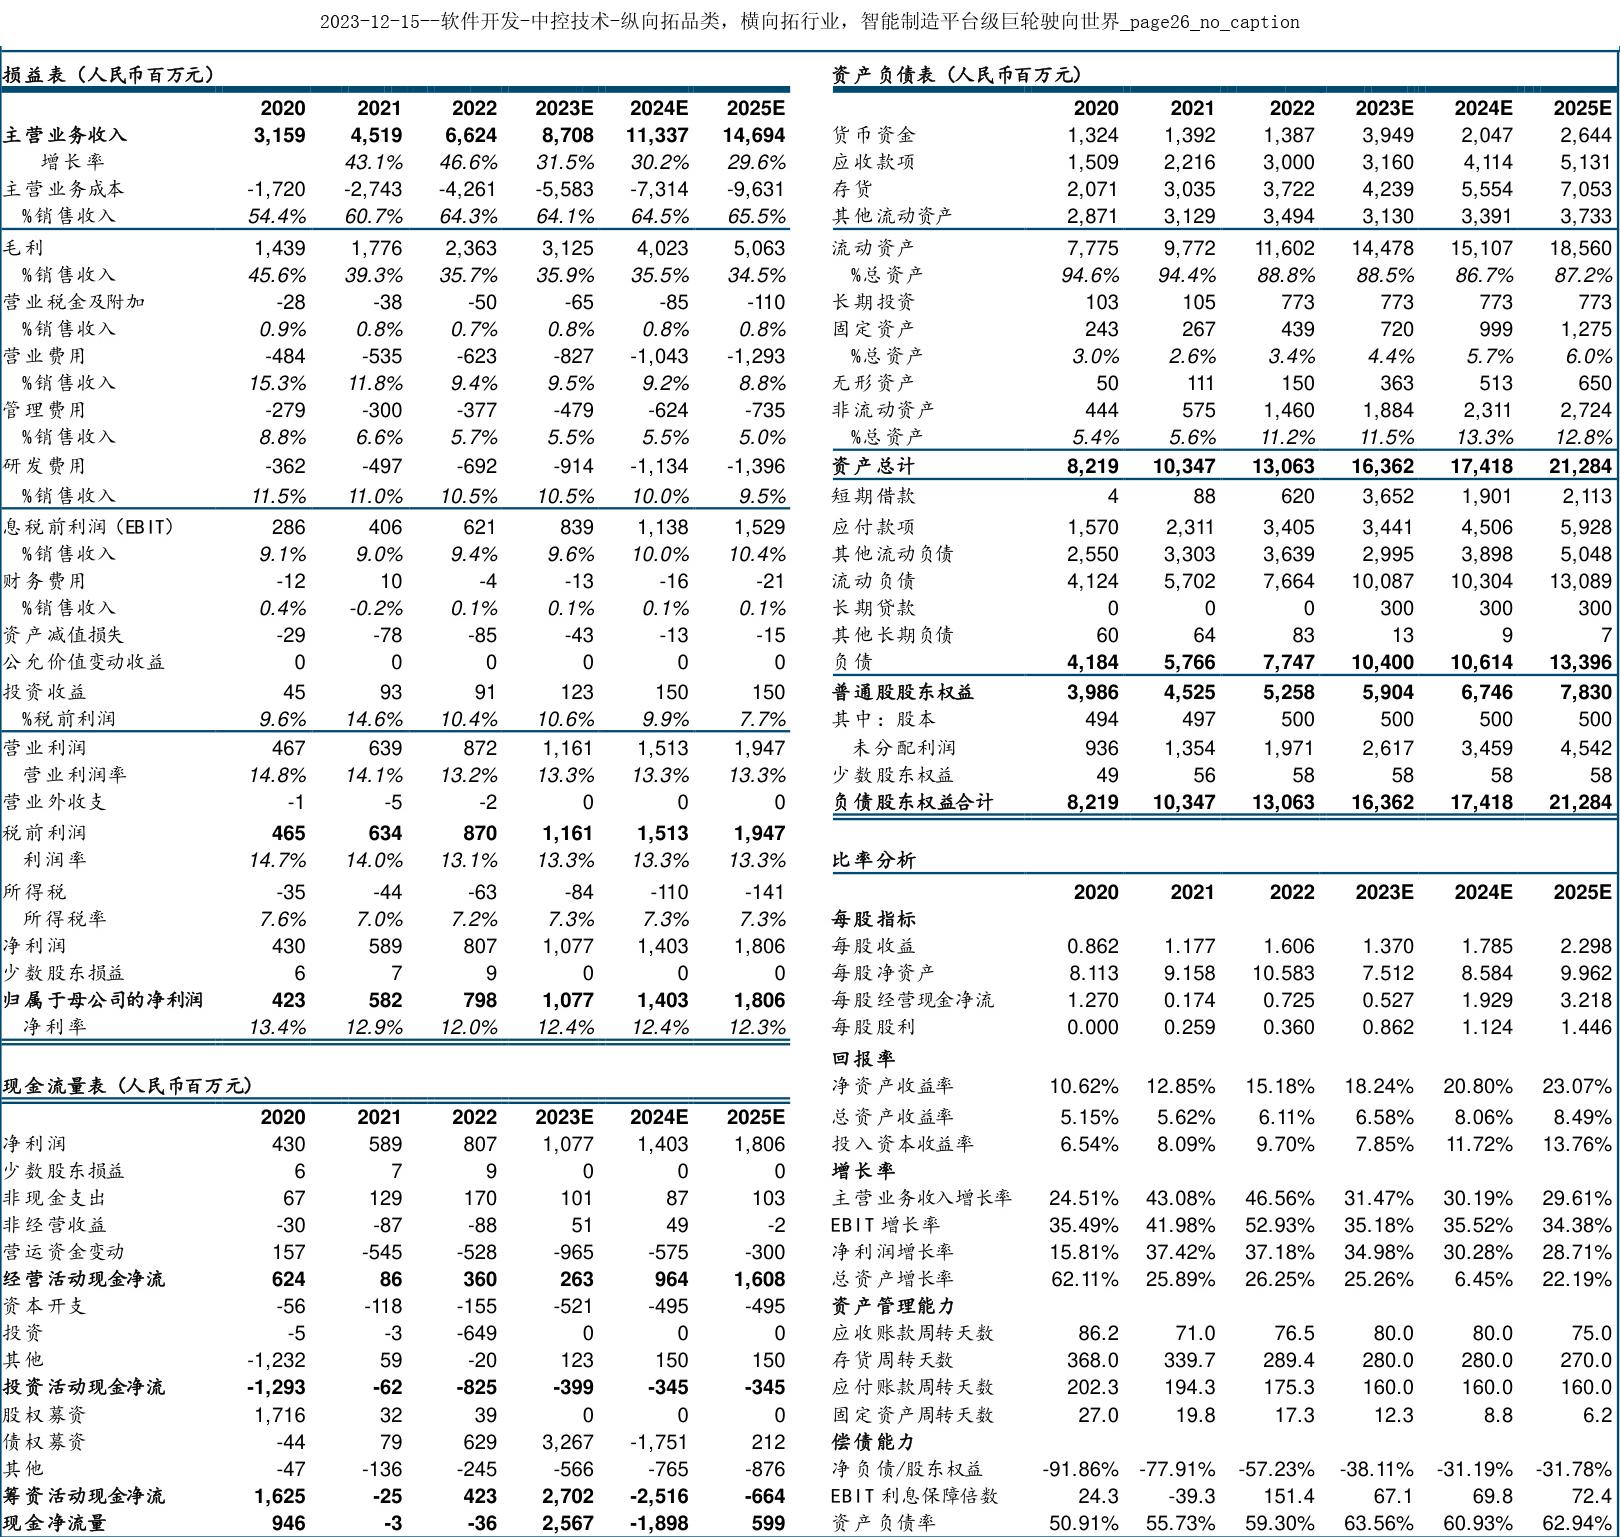 2023-12-15--软件开发-中控技术-纵向拓品类，横向拓行业，智能制造平台级巨轮驶向世界_page26_no_caption
损益表（人民币百万元）
2020 2021 2022 2023E 2024E 2025E
主营业务收入 3,159 4,519 6,624 8,708 11,337 14,694
增长率 43.1% 46.6% 31.5% 30.2% 29.6%
主营业务成本 -1,720 -2,743 -4,261 -5,583 -7,314 -9,631
%销售收入 54.4% 60.7% 64.3% 64.1% 64.5% 65.5%
毛利 1,439 1,776 2,363 3,125 4,023 5,063
%销售收入 45.6% 39.3% 35.7% 35.9% 35.5% 34.5%
营业税金及附加 -28 -38 -50 -65 -85 -110
%销售收入 0.9% 0.8% 0.7% 0.8% 0.8% 0.8%
营业费用 -484 -535 -623 -827 -1,043 -1,293
%销售收入 15.3% 11.8% 9.4% 9.5% 9.2% 8.8%
管理费用 -279 -300 -377 -479 -624 -735
%销售收入 8.8% 6.6% 5.7% 5.5% 5.5% 5.0%
研发费用 -362 -497 -692 -914 -1,134 -1,396
%销售收入 11.5% 11.0% 10.5% 10.5% 10.0% 9.5%
息税前利润（EBIT） 286 406 621 839 1,138 1,529
%销售收入 9.1% 9.0% 9.4% 9.6% 10.0% 10.4%
财务费用 -12 10 -4 -13 -16 -21
%销售收入 0.4% -0.2% 0.1% 0.1% 0.1% 0.1%
资产减值损失 -29 -78 -85 -43 -13 -15
公允价值变动收益 0 0 0 0 0 0
投资收益 45 93 91 123 150 150
%税前利润 9.6% 14.6% 10.4% 10.6% 9.9% 7.7%
营业利润 467 639 872 1,161 1,513 1,947
营业利润率 14.8% 14.1% 13.2% 13.3% 13.3% 13.3%
营业外收支 -1 -5 -2 0 0 0
税前利润 465 634 870 1,161 1,513 1,947
利润率 14.7% 14.0% 13.1% 13.3% 13.3% 13.3%
所得税 -35 -44 -63 -84 -110 -141
所得税率 7.6% 7.0% 7.2% 7.3% 7.3% 7.3%
净利润 430 589 807 1,077 1,403 1,806
少数股东损益 6 7 9 0 0 0
归属于母公司的净利润 423 582 798 1,077 1,403 1,806
净利率 13.4% 12.9% 12.0% 12.4% 12.4% 12.3%
现金流量表（人民币百万元）
2020 2021 2022 2023E 2024E 2025E
净利润 430 589 807 1,077 1,403 1,806
少数股东损益 6 7 9 0 0 0
非现金支出 67 129 170 101 87 103
非经营收益 -30 -87 -88 51 49 -2
营运资金变动 157 -545 -528 -965 -575 -300
经营活动现金净流 624 86 360 263 964 1,608
资本开支 -56 -118 -155 -521 -495 -495
投资 -5 -3 -649 0 0 0
其他 -1,232 59 -20 123 150 150
投资活动现金净流 -1,293 -62 -825 -399 -345 -345
股权募资 1,716 32 39 0 0 0
债权募资 -44 79 629 3,267 -1,751 212
其他 -47 -136 -245 -566 -765 -876
筹资活动现金净流 1,625 -25 423 2,702 -2,516 -664
现金净流量 946 -3 -36 2,567 -1,898 599
资产负债表（人民币百万元）
2020 2021 2022 2023E 2024E 2025E
货币资金 1,324 1,392 1,387 3,949 2,047 2,644
应收款项 1,509 2,216 3,000 3,160 4,114 5,131
存货 2,071 3,035 3,722 4,239 5,554 7,053
其他流动资产 2,871 3,129 3,494 3,130 3,391 3,733
流动资产 7,775 9,772 11,602 14,478 15,107 18,560
%总资产 94.6% 94.4% 88.8% 88.5% 86.7% 87.2%
长期投资 103 105 773 773 773 773
固定资产 243 267 439 720 999 1,275
%总资产 3.0% 2.6% 3.4% 4.4% 5.7% 6.0%
无形资产 50 111 150 363 513 650
非流动资产 444 575 1,460 1,884 2,311 2,724
%总资产 5.4% 5.6% 11.2% 11.5% 13.3% 12.8%
资产总计 8,219 10,347 13,063 16,362 17,418 21,284
短期借款 4 88 620 3,652 1,901 2,113
应付款项 1,570 2,311 3,405 3,441 4,506 5,928
其他流动负债 2,550 3,303 3,639 2,995 3,898 5,048
流动负债 4,124 5,702 7,664 10,087 10,304 13,089
长期贷款 0 0 0 300 300 300
其他长期负债 60 64 83 13 9 7
负债 4,184 5,766 7,747 10,400 10,614 13,396
普通股股东权益 3,986 4,525 5,258 5,904 6,746 7,830
其中：股本 494 497 500 500 500 500
未分配利润 936 1,354 1,971 2,617 3,459 4,542
少数股东权益 49 56 58 58 58 58
负债股东权益合计 8,219 10,347 13,063 16,362 17,418 21,284
比率分析
2020 2021 2022 2023E 2024E 2025E
每股指标
每股收益 0.862 1.177 1.606 1.370 1.785 2.298
每股净资产 8.113 9.158 10.583 7.512 8.584 9.962
每股经营现金净流 1.270 0.174 0.725 0.527 1.929 3.218
每股股利 0.000 0.259 0.360 0.862 1.124 1.446
回报率
净资产收益率 10.62% 12.85% 15.18% 18.24% 20.80% 23.07%
总资产收益率 5.15% 5.62% 6.11% 6.58% 8.06% 8.49%
投入资本收益率 6.54% 8.09% 9.70% 7.85% 11.72% 13.76%
增长率
主营业务收入增长率 24.51% 43.08% 46.56% 31.47% 30.19% 29.61%
EBIT增长率 35.49% 41.98% 52.93% 35.18% 35.52% 34.38%
净利润增长率 15.81% 37.42% 37.18% 34.98% 30.28% 28.71%
总资产增长率 62.11% 25.89% 26.25% 25.26% 6.45% 22.19%
资产管理能力
应收账款周转天数 86.2 71.0 76.5 80.0 80.0 75.0
存货周转天数 368.0 339.7 289.4 280.0 280.0 270.0
应付账款周转天数 202.3 194.3 175.3 160.0 160.0 160.0
固定资产周转天数 27.0 19.8 17.3 12.3 8.8 6.2
偿债能力
净负债/股东权益 -91.86% -77.91% -57.23% -38.11% -31.19% -31.78%
EBIT利息保障倍数 24.3 -39.3 151.4 67.1 69.8 72.4
资产负债率 50.91% 55.73% 59.30% 63.56% 60.93% 62.94%